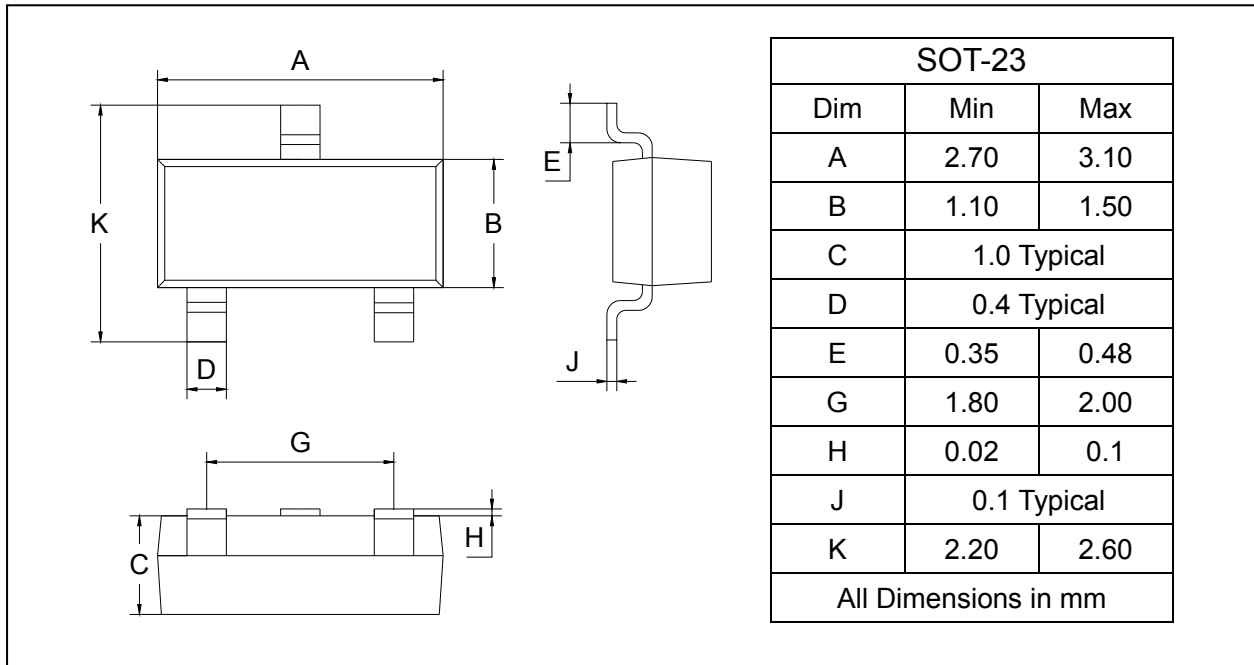 A
K
B
D
E
J
G
H
C
SOT-23
Dim Min Max
A 2.70 3.10
B 1.10 1.50
C 1.0 Typical
D 0.4 Typical
E 0.35 0.48
G 1.80 2.00
H 0.02 0.1
J 0.1 Typical
K 2.20 2.60
All Dimensions in mm